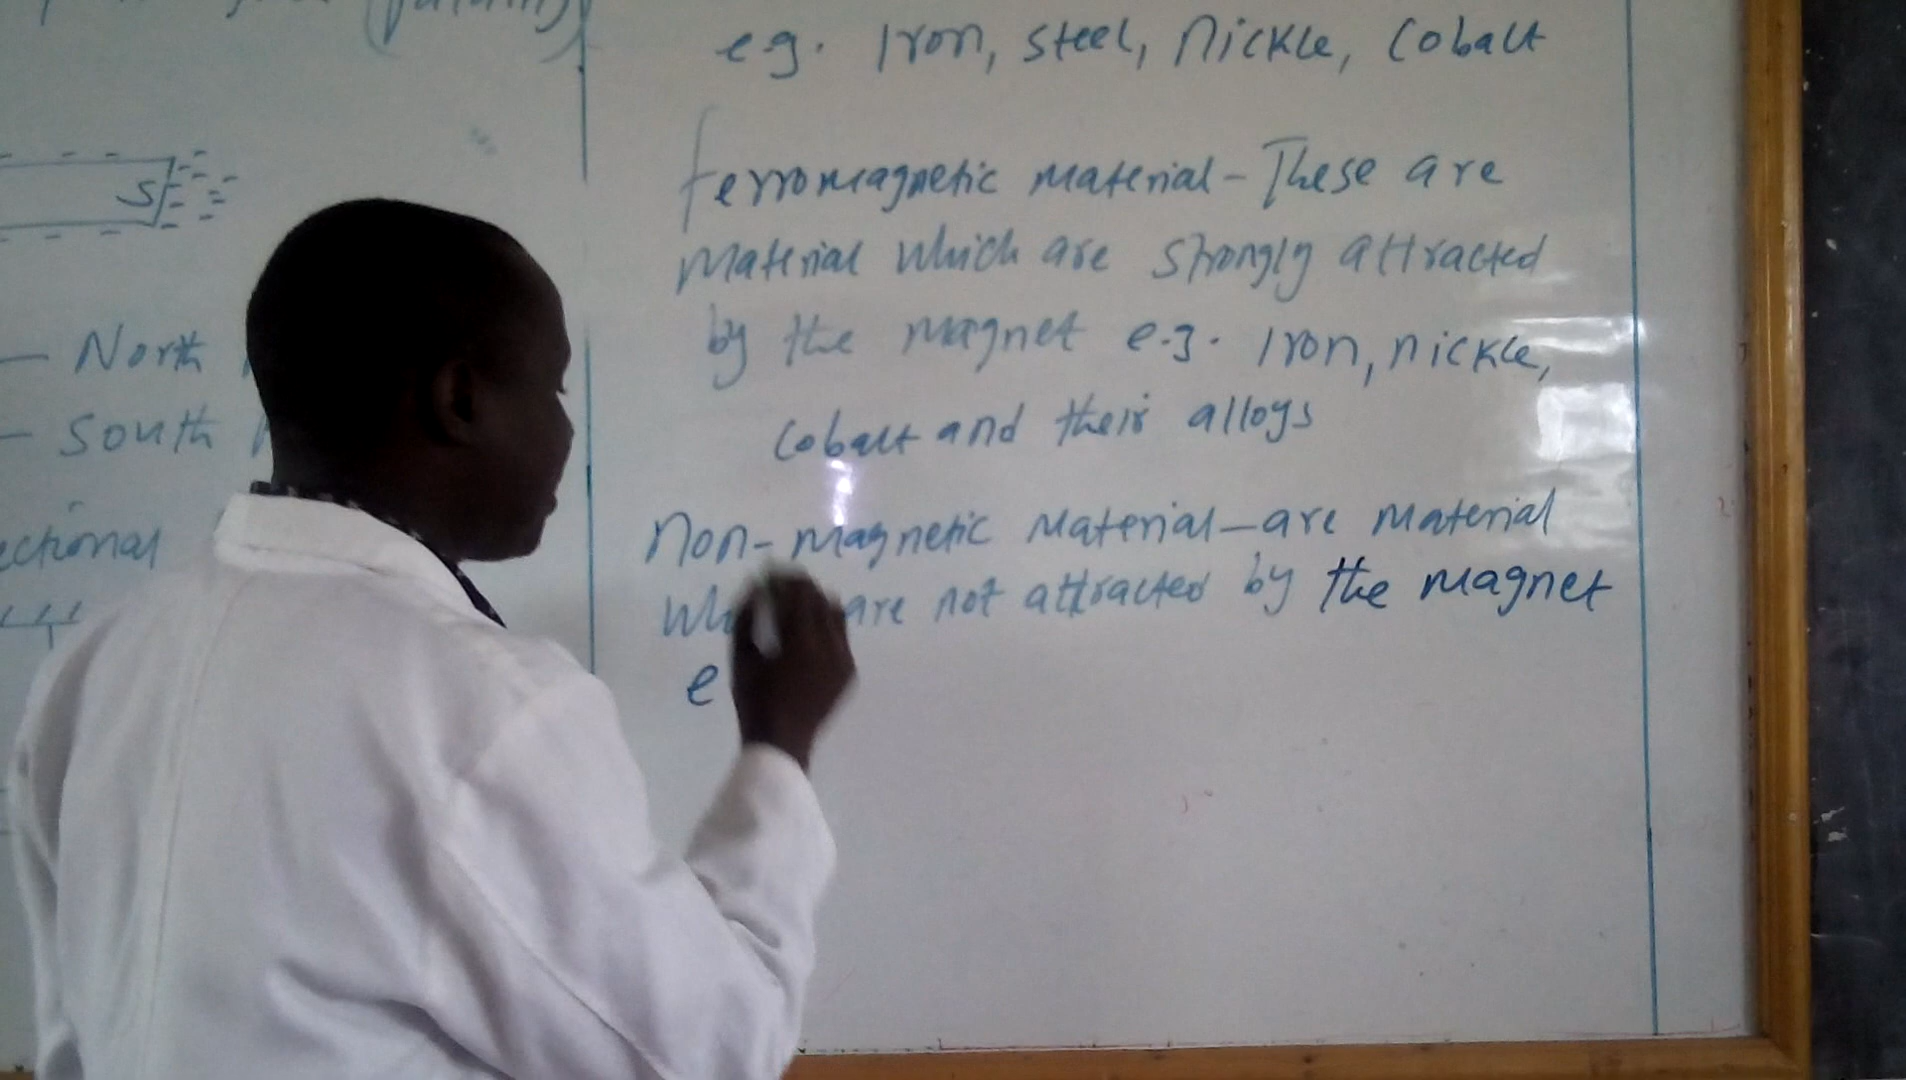 e.g. Iron, steel, Nickle, Cobalt
ferromagnetic material - These are
material which are strongly attracted
by the magnet e.g. Iron, nickle,
Cobalt and their alloys
Non-magnetic material - are material
are not attracted by the magnet
e
S
- North
- South
ectional